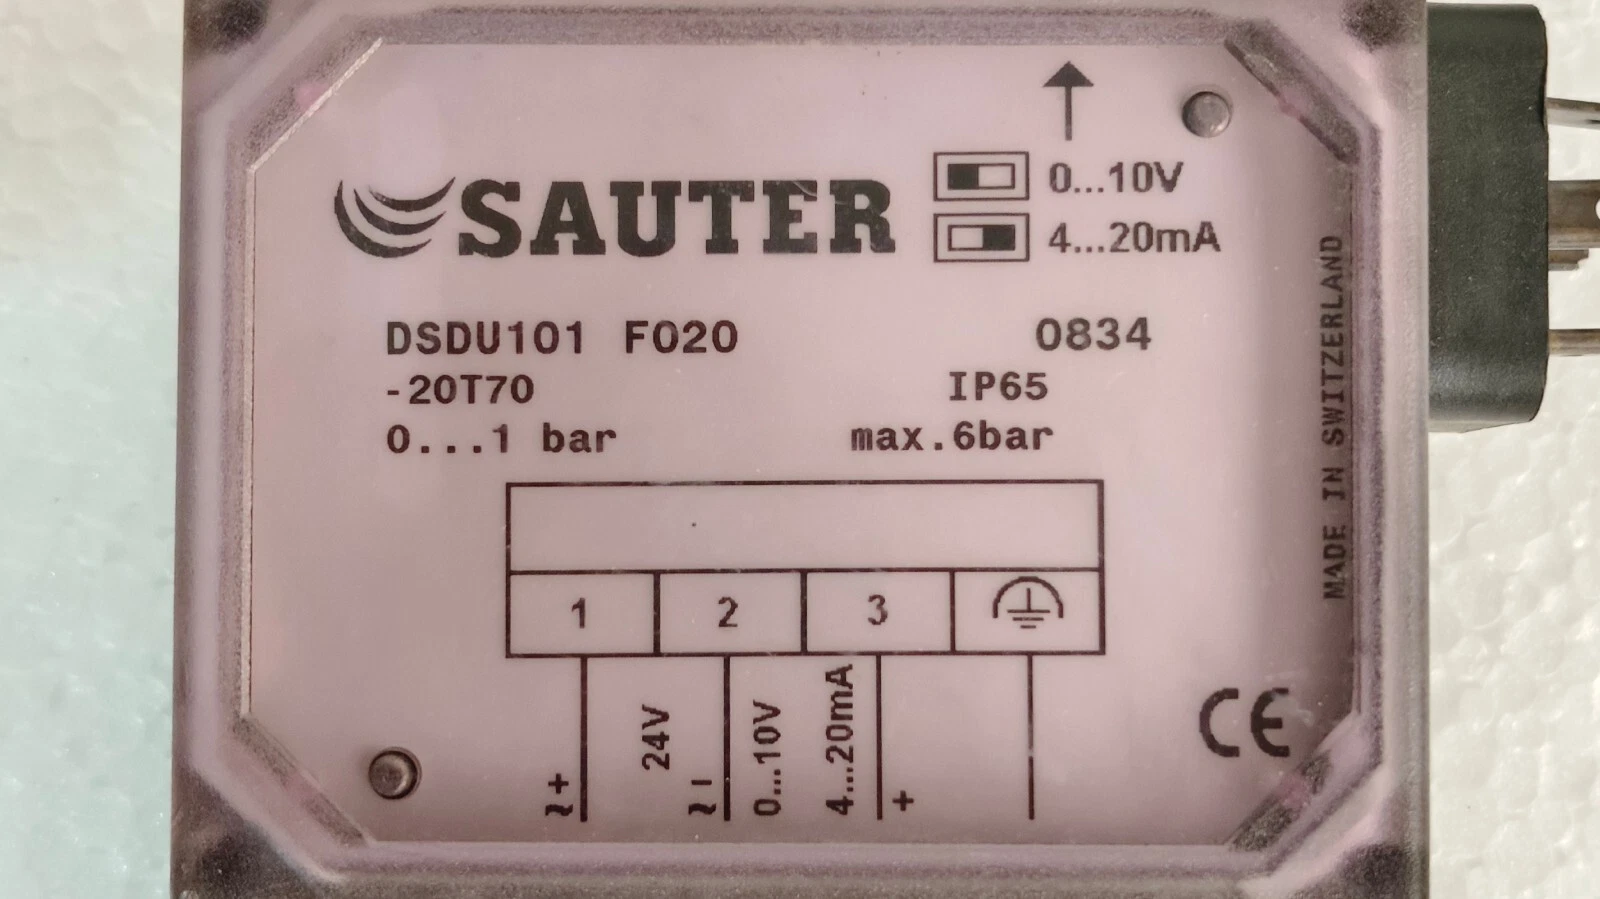 SAUTER
0...10V
4...20mA
DSDU101 F020 0834
-20T70 IP65
0...1 bar max.6bar
MADE IN SWITZERLAND
1 2 3
24V
0...10V
4...20mA
~+
~-
+
CE